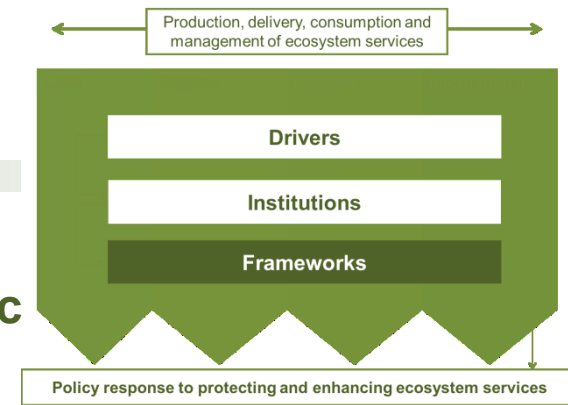 Production, delivery, consumption and
management of ecosystem services
Drivers
Institutions
Frameworks
c
Policy response to protecting and enhancing ecosystem services